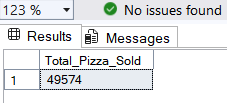 123 %
No issues found
Results
Messages
Total_Pizza_Sold
1
49574